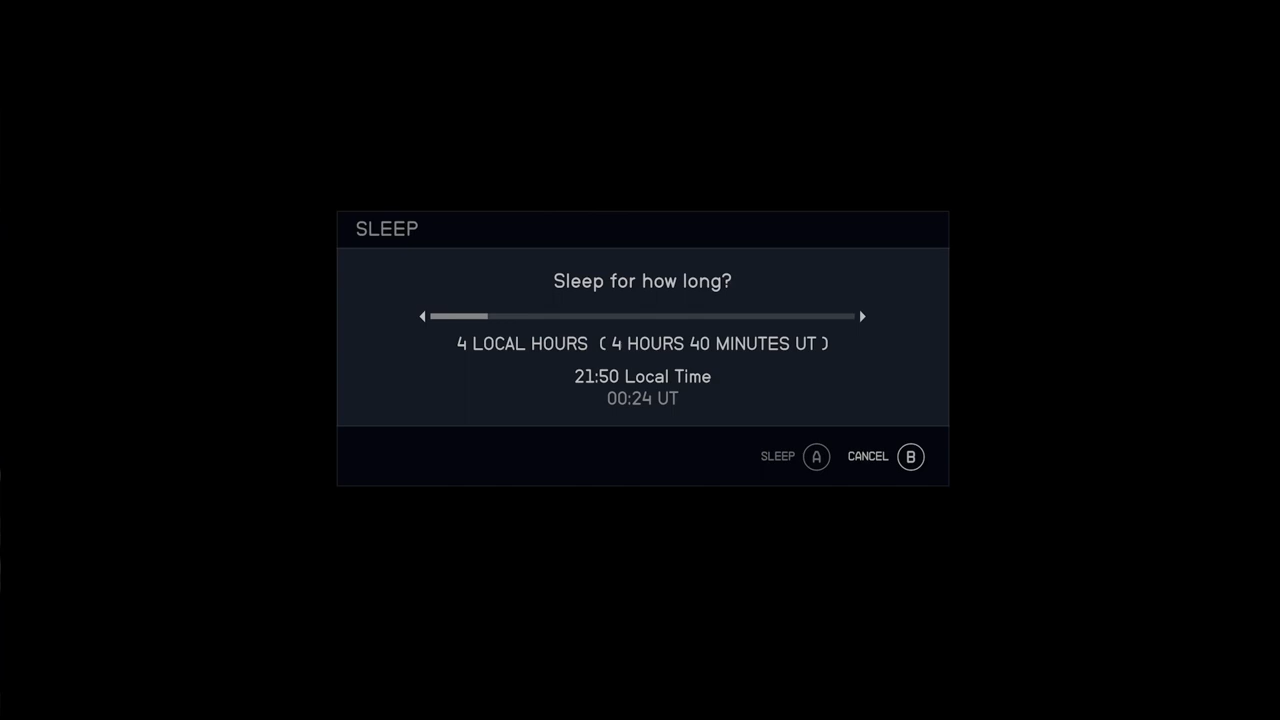 SLEEP
Sleep for how long?
4 LOCAL HOURS ( 4 HOURS 40 MINUTES UT )
21:50 Local Time
00:24 UT
SLEEP A CANCEL B